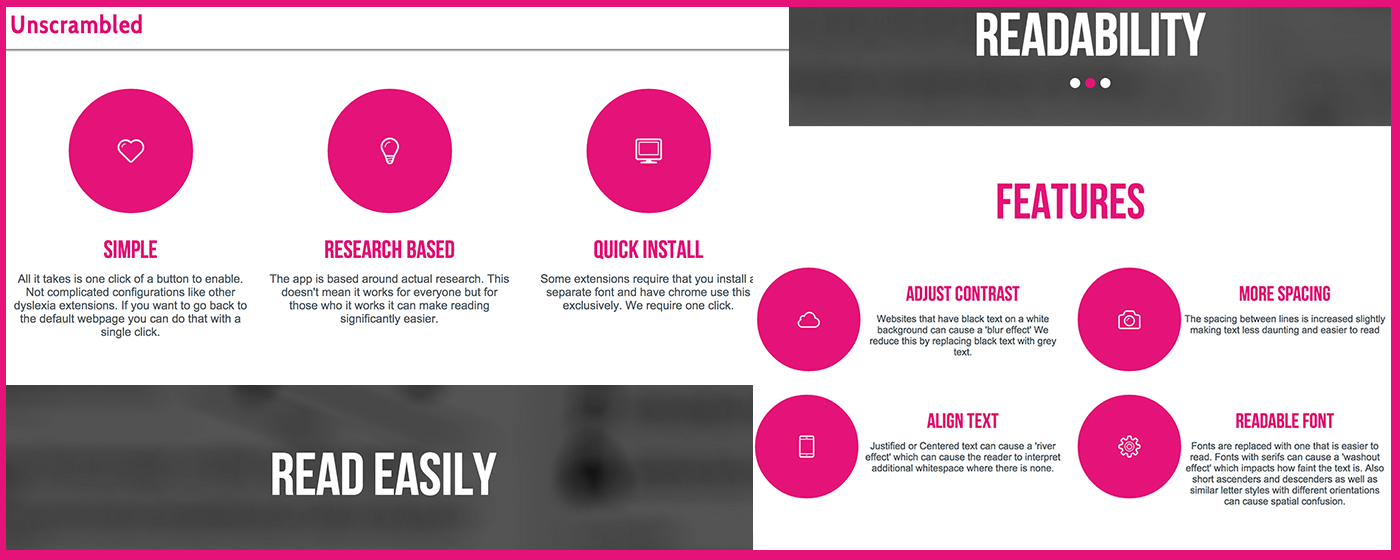 Unscrambled
SIMPLE
All it takes is one click of a button to enable.
Not complicated configurations like other
dyslexia extensions. If you want to go back to
the default webpage you can do that with a
single click.
RESEARCH BASED
The app is based around actual research. This
doesn't mean it works for everyone but for
those who it works it can make reading
significantly easier.
QUICK INSTALL
Some extensions require that you install a
separate font and have chrome use this
exclusively. We require one click.
READ EASILY
READABILITY
FEATURES
ADJUST CONTRAST
Websites that have black text on a white
background can cause a 'blur effect' We
reduce this by replacing black text with grey
text.
MORE SPACING
The spacing between lines is increased slightly
making text less daunting and easier to read
ALIGN TEXT
Justified or Centered text can cause a 'river
effect' which can cause the reader to interpret
additional whitespace where there is none.
READABLE FONT
Fonts are replaced with one that is easier to
read. Fonts with serifs can cause a 'washout
effect' which impacts how faint the text is. Also
short ascenders and descenders as well as
similar letter styles with different orientations
can cause spatial confusion.